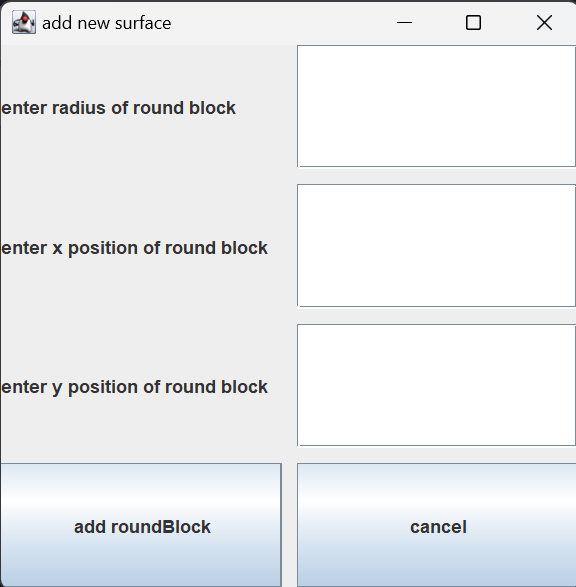 add new surface
enter radius of round block
enter x position of round block
enter y position of round block
add roundBlock
cancel